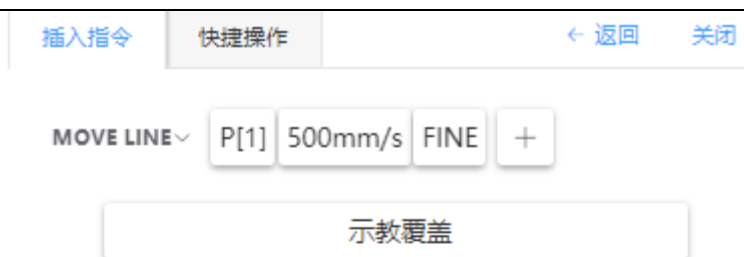 插入指令 快捷操作 ← 返回 关闭
MOVE LINE P[1] 500mm/s FINE +
示教覆盖